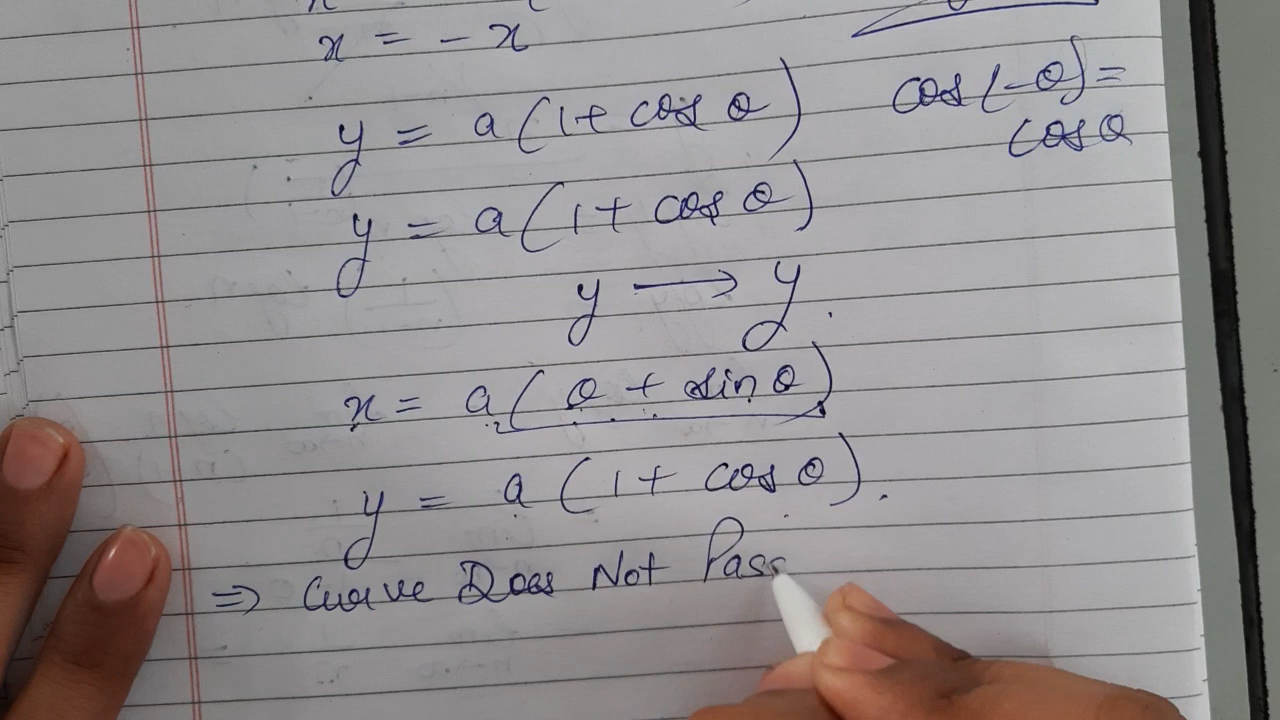 x = - x
y = a (1 + cos θ)
cos (-θ) =
cos θ
y = a (1 + cos θ)
y → y.
x = a (θ + sin θ)
y = a (1 + cos θ).
⇒ Curve Does Not Pass